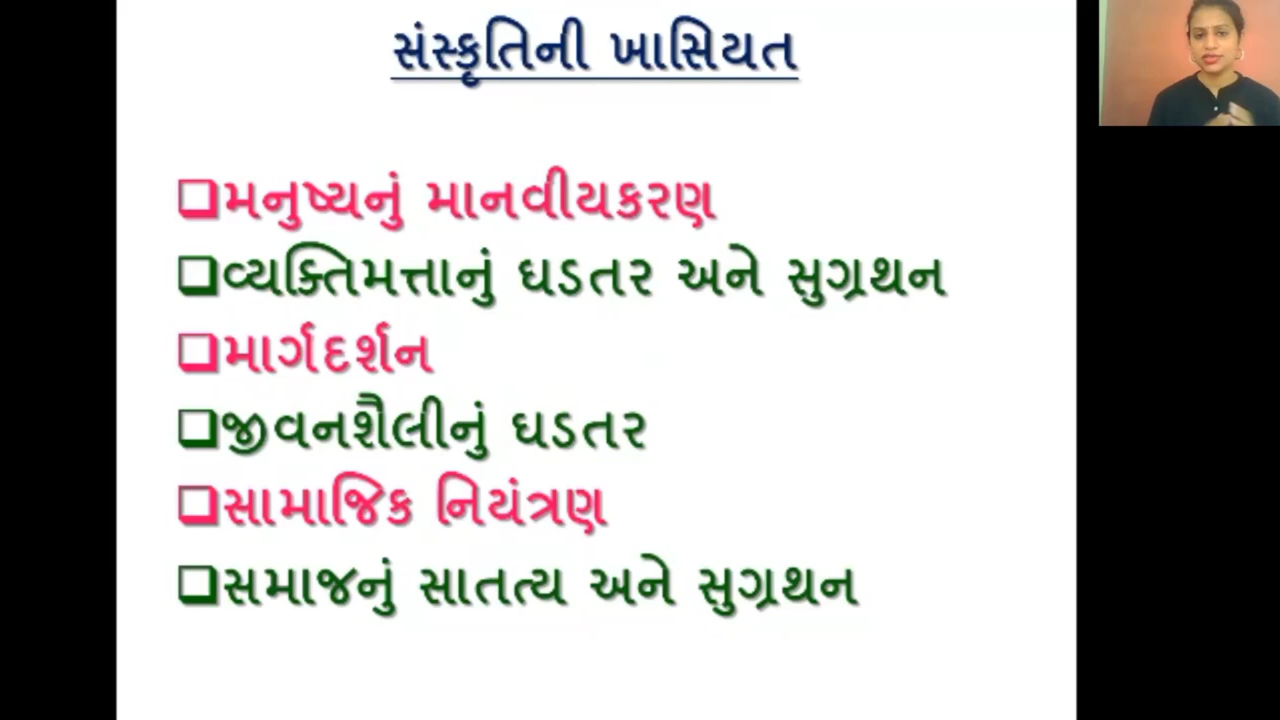 સંસ્કૃતિની ખાસિયત
❑મનુષ્યનું માનવીયકરણ
❑વ્યક્તિમત્તાનું ઘડતર અને સુગ્રથન
❑માર્ગદર્શન
❑જીવનશૈલીનું ઘડતર
❑સામાજિક નિયંત્રણ
❑સમાજનું સાતત્ય અને સુગ્રથન